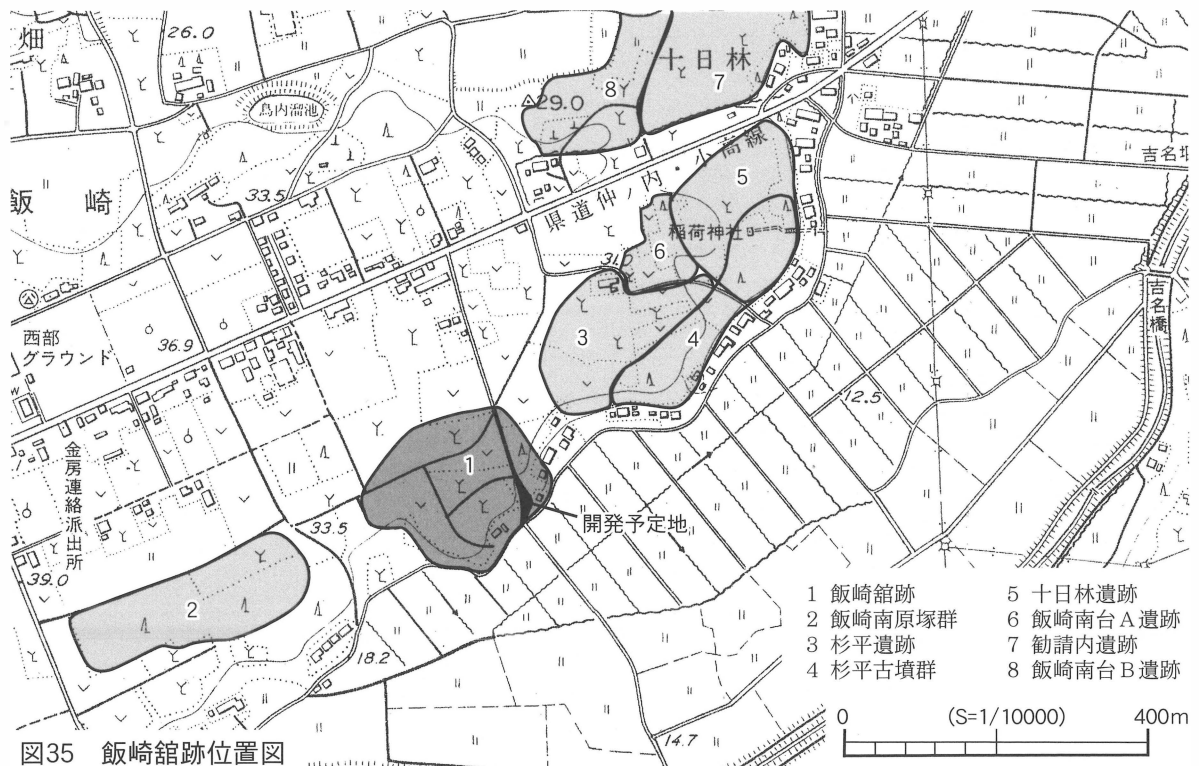 畑
26.0
十日林
8
7
29.0
鳥内溜池
飯崎
33.5
県道仲ノ内・小高線
5
吉名堰
稲荷神社
6
31.
吉名橋
西部
グラウンド
36.9
3
4
12.5
金房連絡派出所
1
開発予定地
33.5
39.0
2
18.2
14.7
1 飯崎舘跡
2 飯崎南原塚群
3 杉平遺跡
4 杉平古墳群
5 十日林遺跡
6 飯崎南台A遺跡
7 勧請内遺跡
8 飯崎南台B遺跡
0 (S=1/10000) 400m
図35 飯崎舘跡位置図